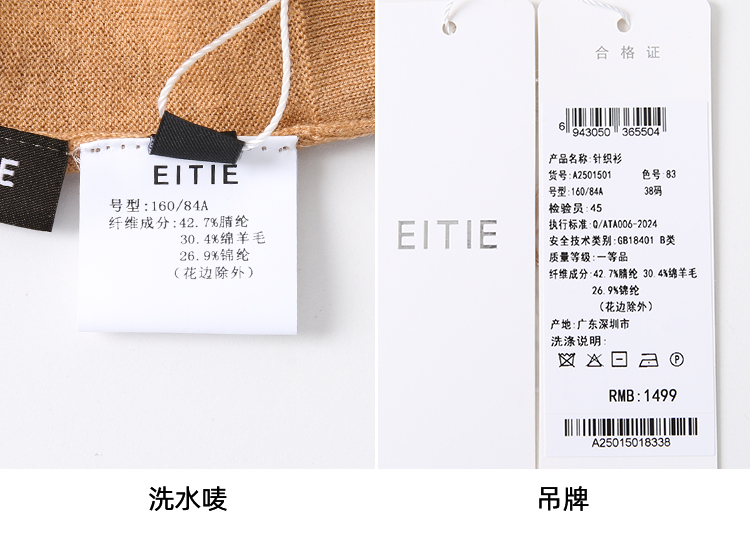 E
EITIE
号型:160/84A
纤维成分:42.7%腈纶
30.4%绵羊毛
26.9%锦纶
(花边除外)
EITIE
合格证
6 943050 365504
产品名称:针织衫
货号:A2501501 色号:83
号型:160/84A 38码
检验员:45
执行标准:Q/ATA006-2024
安全技术类别:GB18401 B类
质量等级:一等品
纤维成分:42.7%腈纶 30.4%绵羊毛
26.9%锦纶
(花边除外)
产地:广东深圳市
洗涤说明:
P
RMB:1499
A25015018338
洗水唛
吊牌